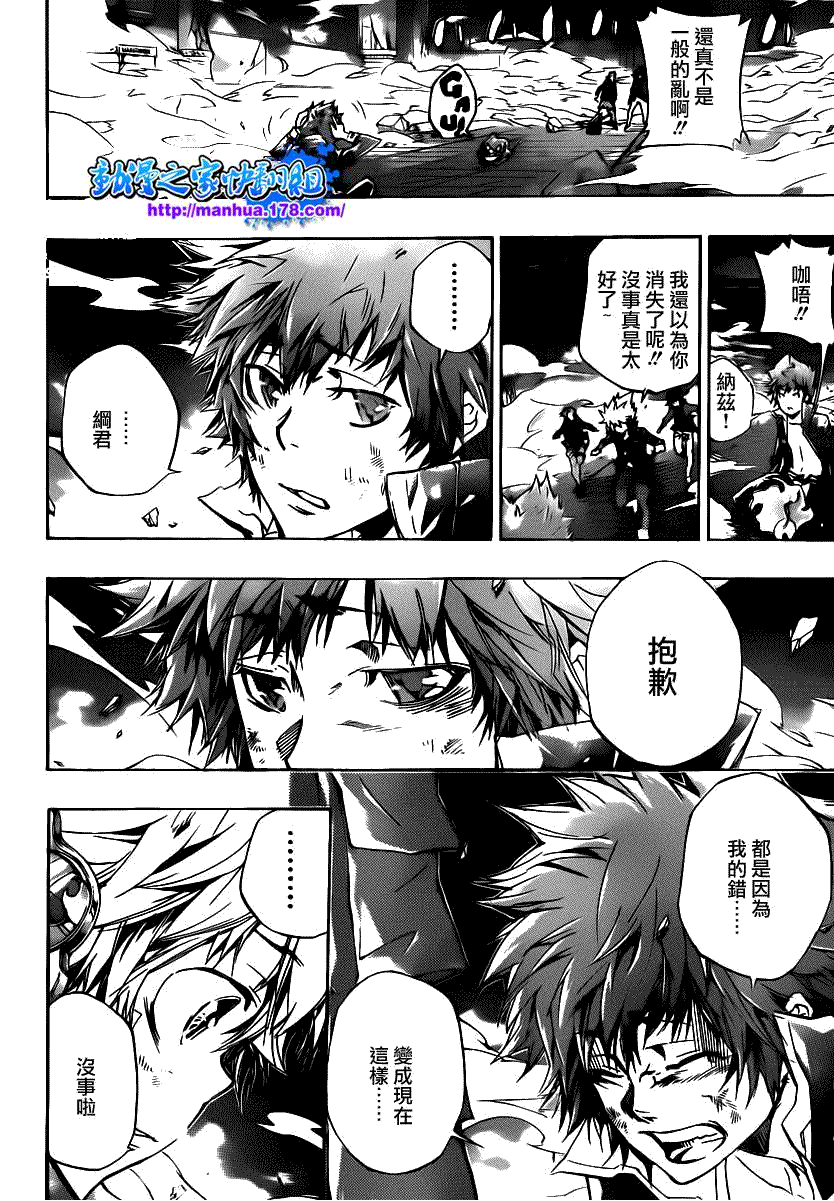 還真不是
一般的亂啊!!
Gau
動漫之家快翻組
http://manhua.178.com/
咖唔!!
納茲!
我還以為你
消失了呢!!
沒事真是太
好了~
………
……
綱君
抱歉
都是因為
我的錯……
變成現在
這樣……
………
沒事啦